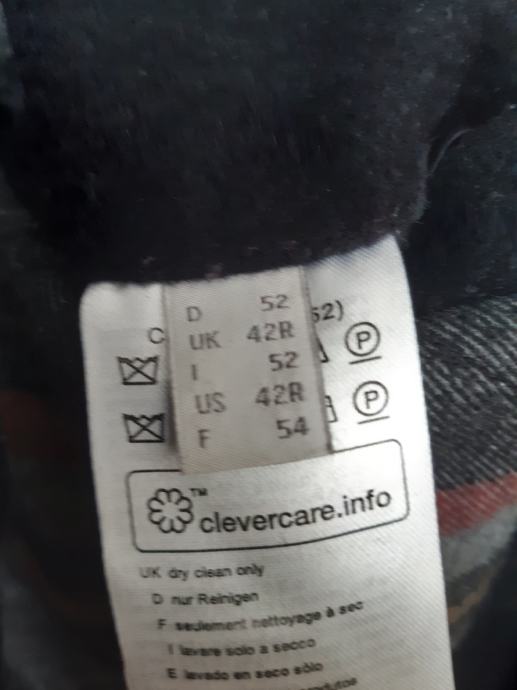 D 52
UK 42R
I 52
US 42R
F 54
C
52)
P
P
™
clevercare.info
UK dry clean only
D nur Reinigen
F seulement nettoyage à sec
I lavare solo a secco
E lavado en seco sólo